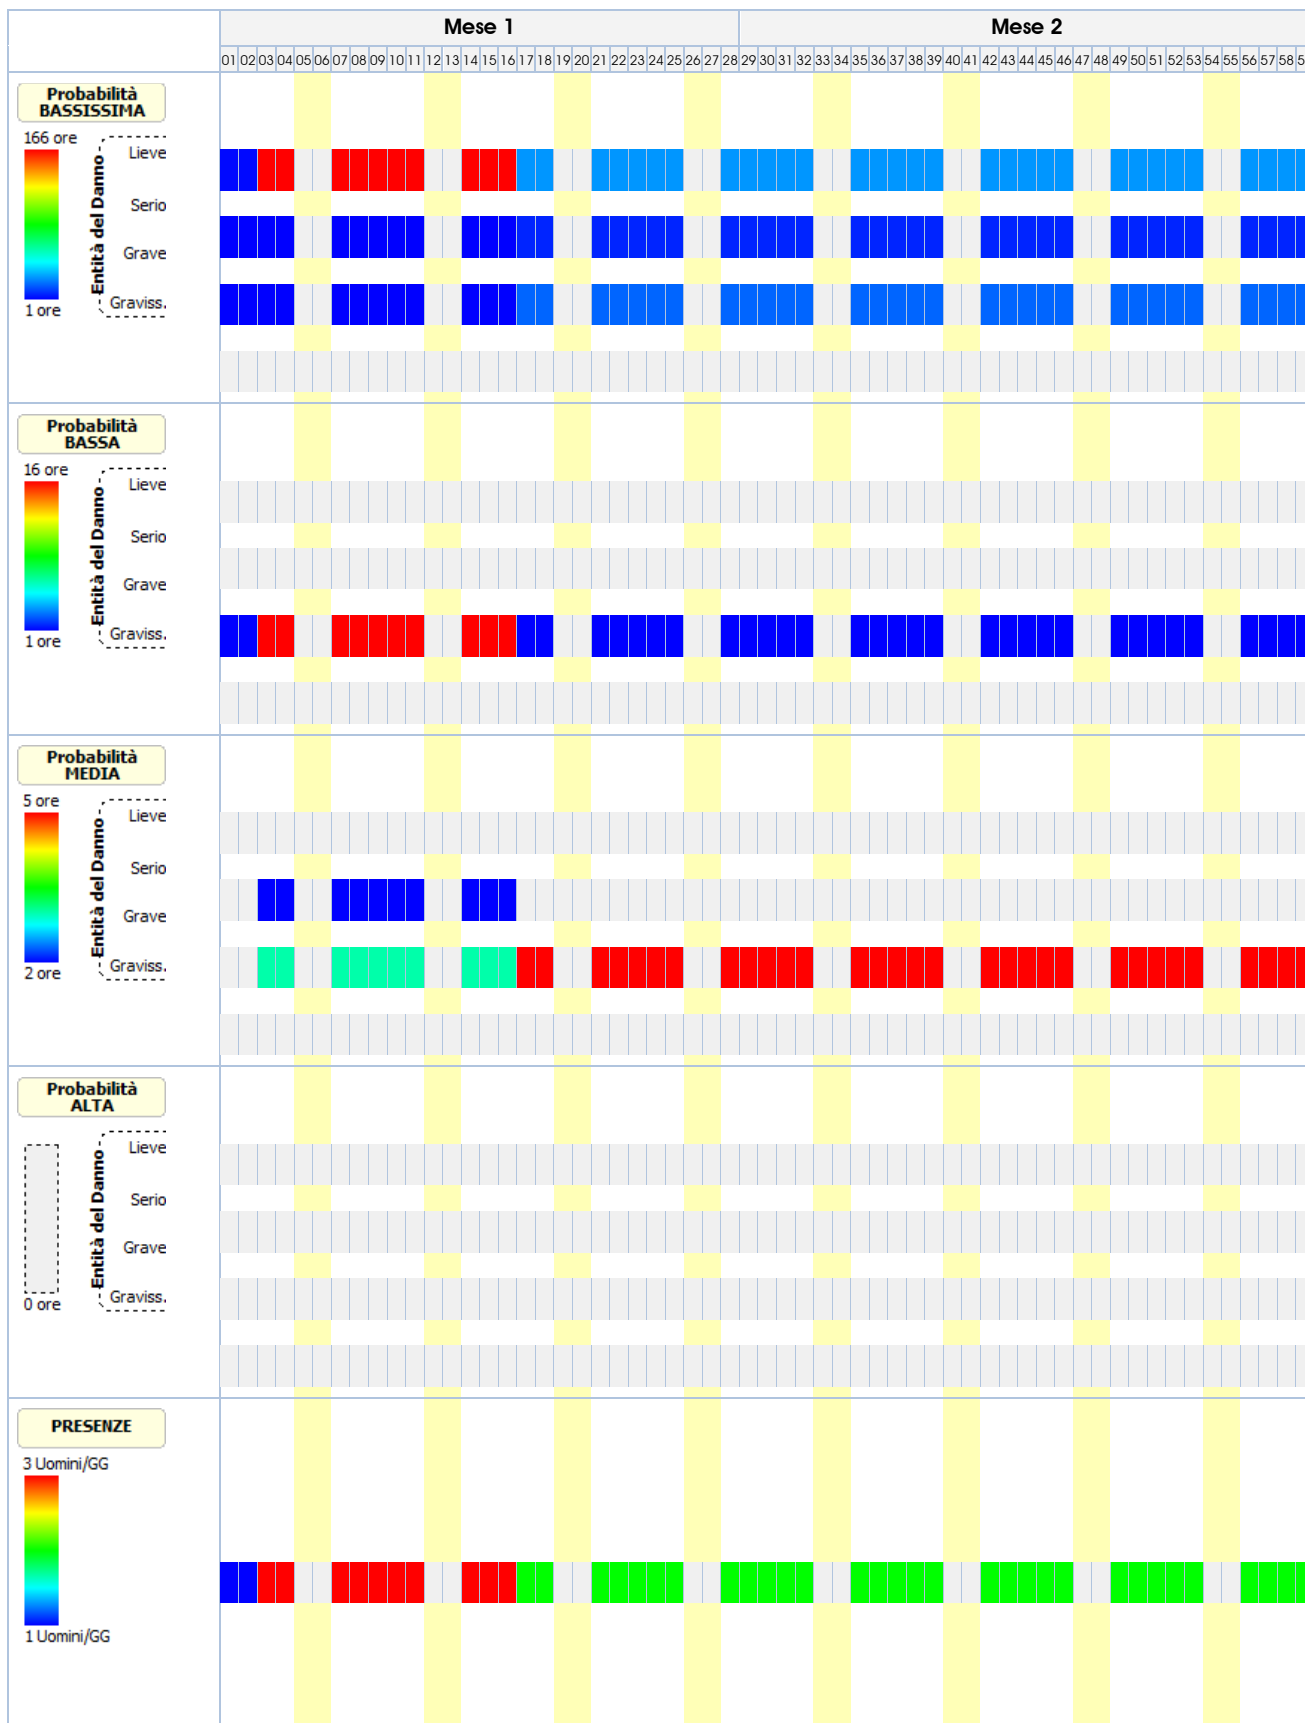 Mese 1 Mese 2
01 02 03 04 05 06 07 08 09 10 11 12 13 14 15 16 17 18 19 20 21 22 23 24 25 26 27 28 29 30 31 32 33 34 35 36 37 38 39 40 41 42 43 44 45 46 47 48 49 50 51 52 53 54 55 56 57 58
Probabilità
BASSISSIMA
166 ore
Lieve
Serio
Grave
Graviss.
Entità del Danno
1 ore
Probabilità
BASSA
16 ore
Lieve
Serio
Grave
Graviss.
Entità del Danno
1 ore
Probabilità
MEDIA
5 ore
Lieve
Serio
Grave
Graviss.
Entità del Danno
2 ore
Probabilità
ALTA
Lieve
Serio
Grave
Graviss.
Entità del Danno
0 ore
PRESENZE
3 Uomini/GG
1 Uomini/GG